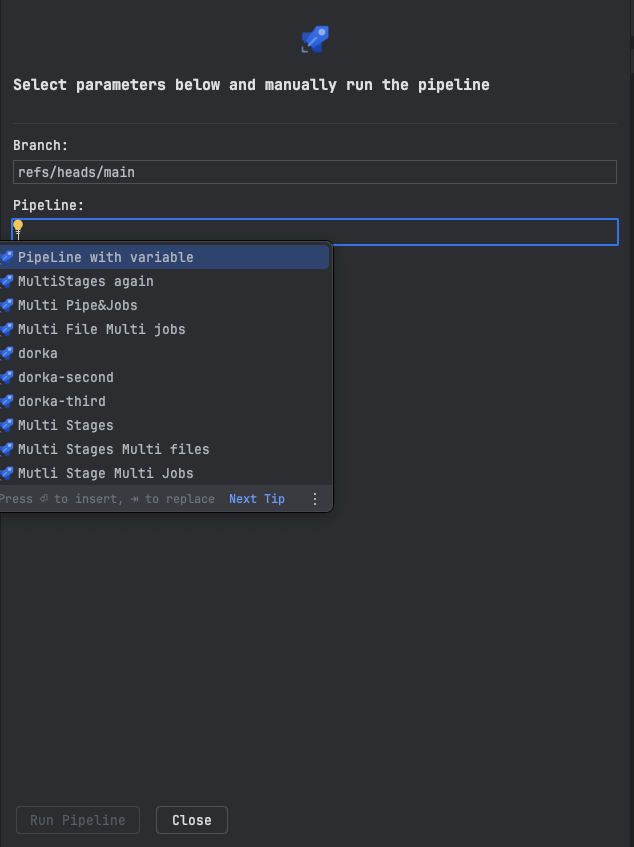 Select parameters below and manually run the pipeline
Branch:
refs/heads/main
Pipeline:
PipeLine with variable
MultiStages again
Multi Pipe&Jobs
Multi File Multi jobs
dorka
dorka-second
dorka-third
Multi Stages
Multi Stages Multi files
Mutli Stage Multi Jobs
Press ⏎ to insert, ⇥ to replace Next Tip
Run Pipeline Close